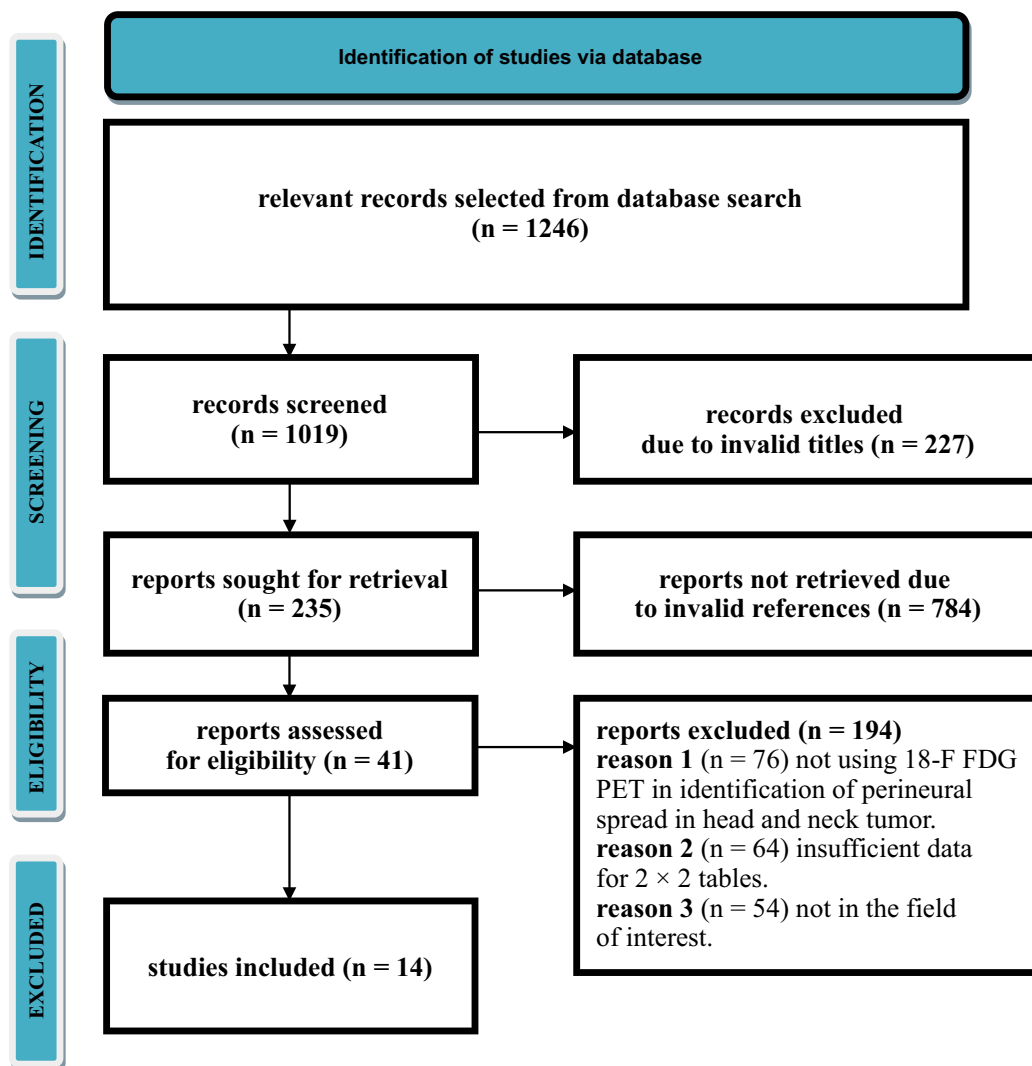 Identification of studies via database
IDENTIFICATION
relevant records selected from database search
(n = 1246)
SCREENING
records screened
(n = 1019)
records excluded
due to invalid titles (n = 227)
reports sought for retrieval
(n = 235)
reports not retrieved due
to invalid references (n = 784)
ELIGIBILITY
reports assessed
for eligibility (n = 41)
reports excluded (n = 194)
reason 1 (n = 76) not using 18-F FDG
PET in identification of perineural
spread in head and neck tumor.
reason 2 (n = 64) insufficient data
for 2 × 2 tables.
reason 3 (n = 54) not in the field
of interest.
EXCLUDED
studies included (n = 14)